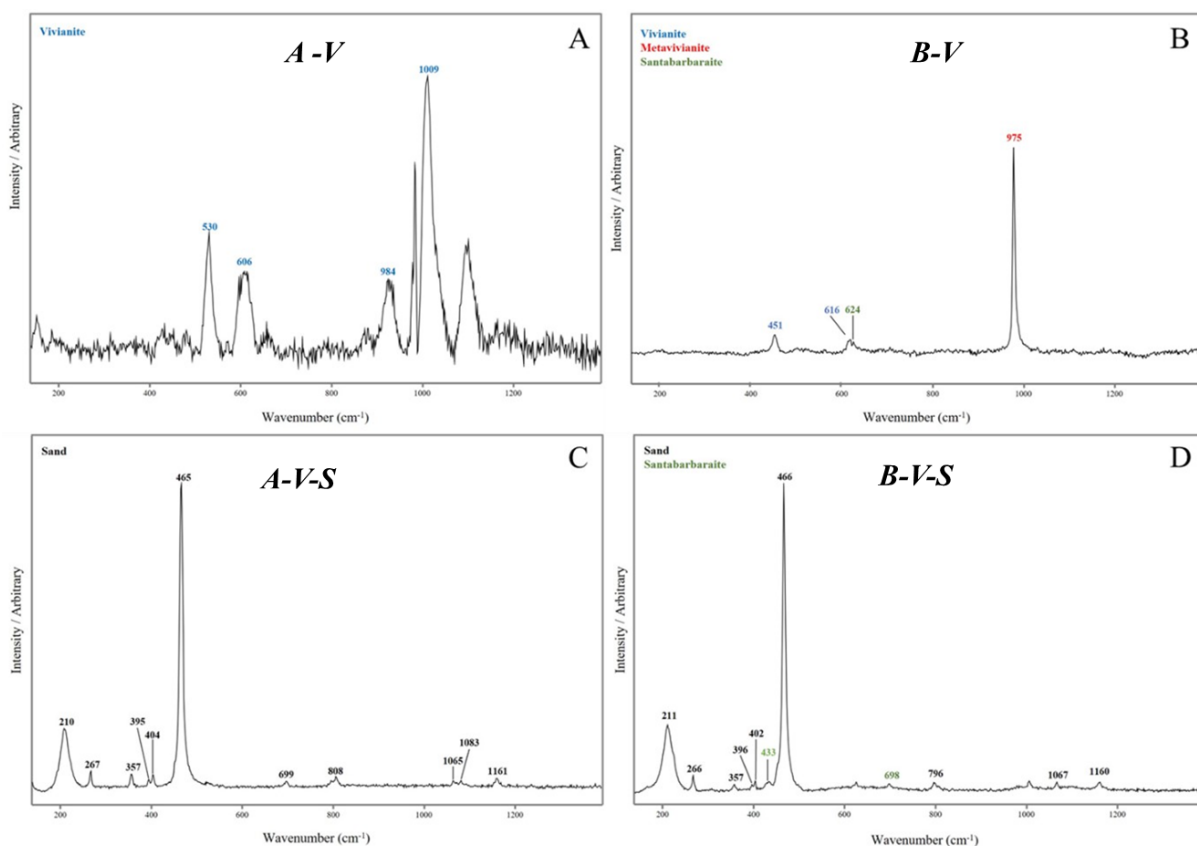 Vivianite
A -V
A
1009
530
606
984
Intensity / Arbitrary
200
400
600
800
1000
1200
Wavenumber (cm-1)
Vivianite
Metavivianite
Santabarbaraite
B-V
B
975
616
624
451
Intensity / Arbitrary
200
400
600
800
1000
1200
Wavenumber (cm-1)
Sand
A-V-S
C
465
210
395
404
267
357
699
808
1065
1083
1161
Intensity / Arbitrary
200
400
600
800
1000
1200
Wavenumber (cm-1)
Sand
Santabarbaraite
B-V-S
D
466
211
396
402
433
266
357
698
796
1067
1160
Intensity / Arbitrary
200
400
600
800
1000
1200
Wavenumber (cm-1)